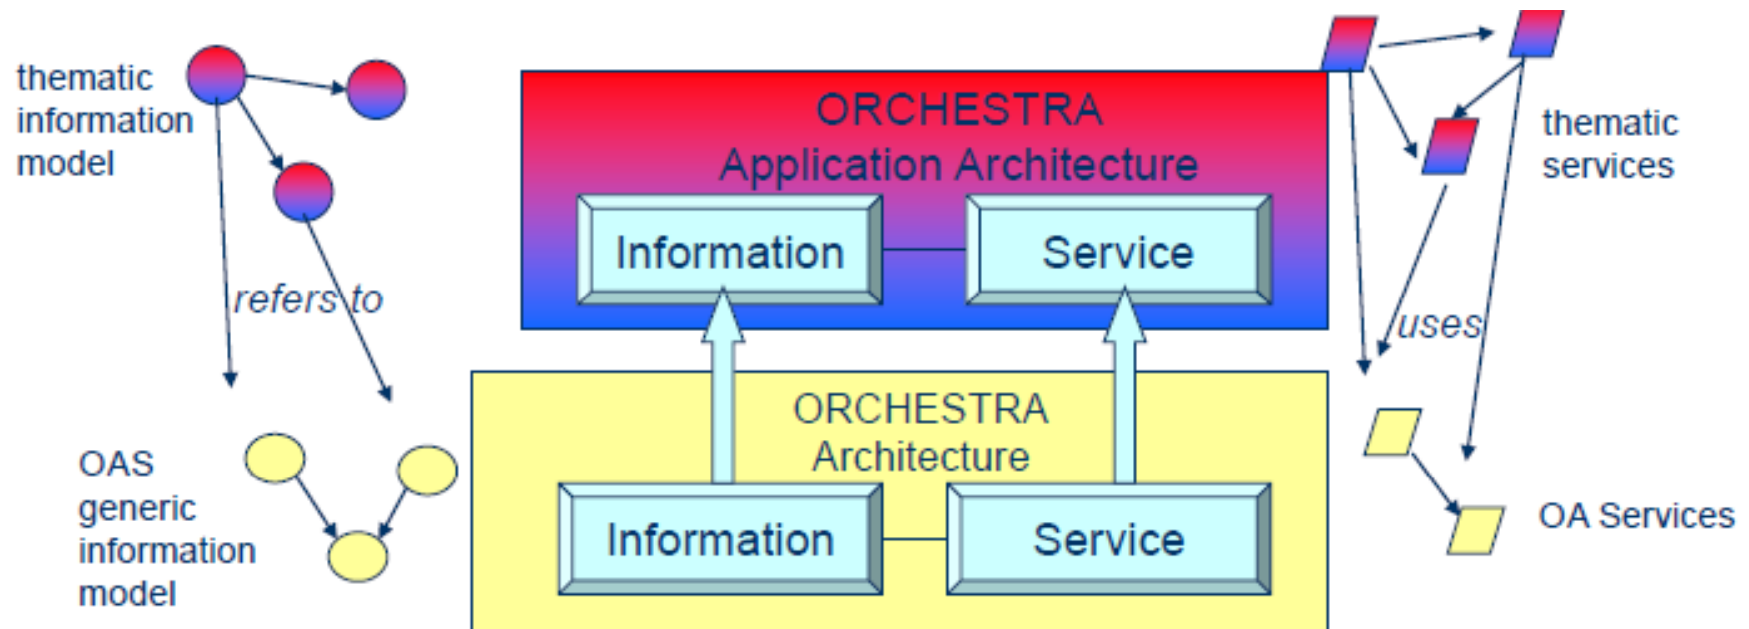 thematic
information
model
ORCHESTRA
Application Architecture
Information
Service
thematic
services
refers to
uses
ORCHESTRA
Architecture
Information
Service
OAS
generic
information
model
OA Services